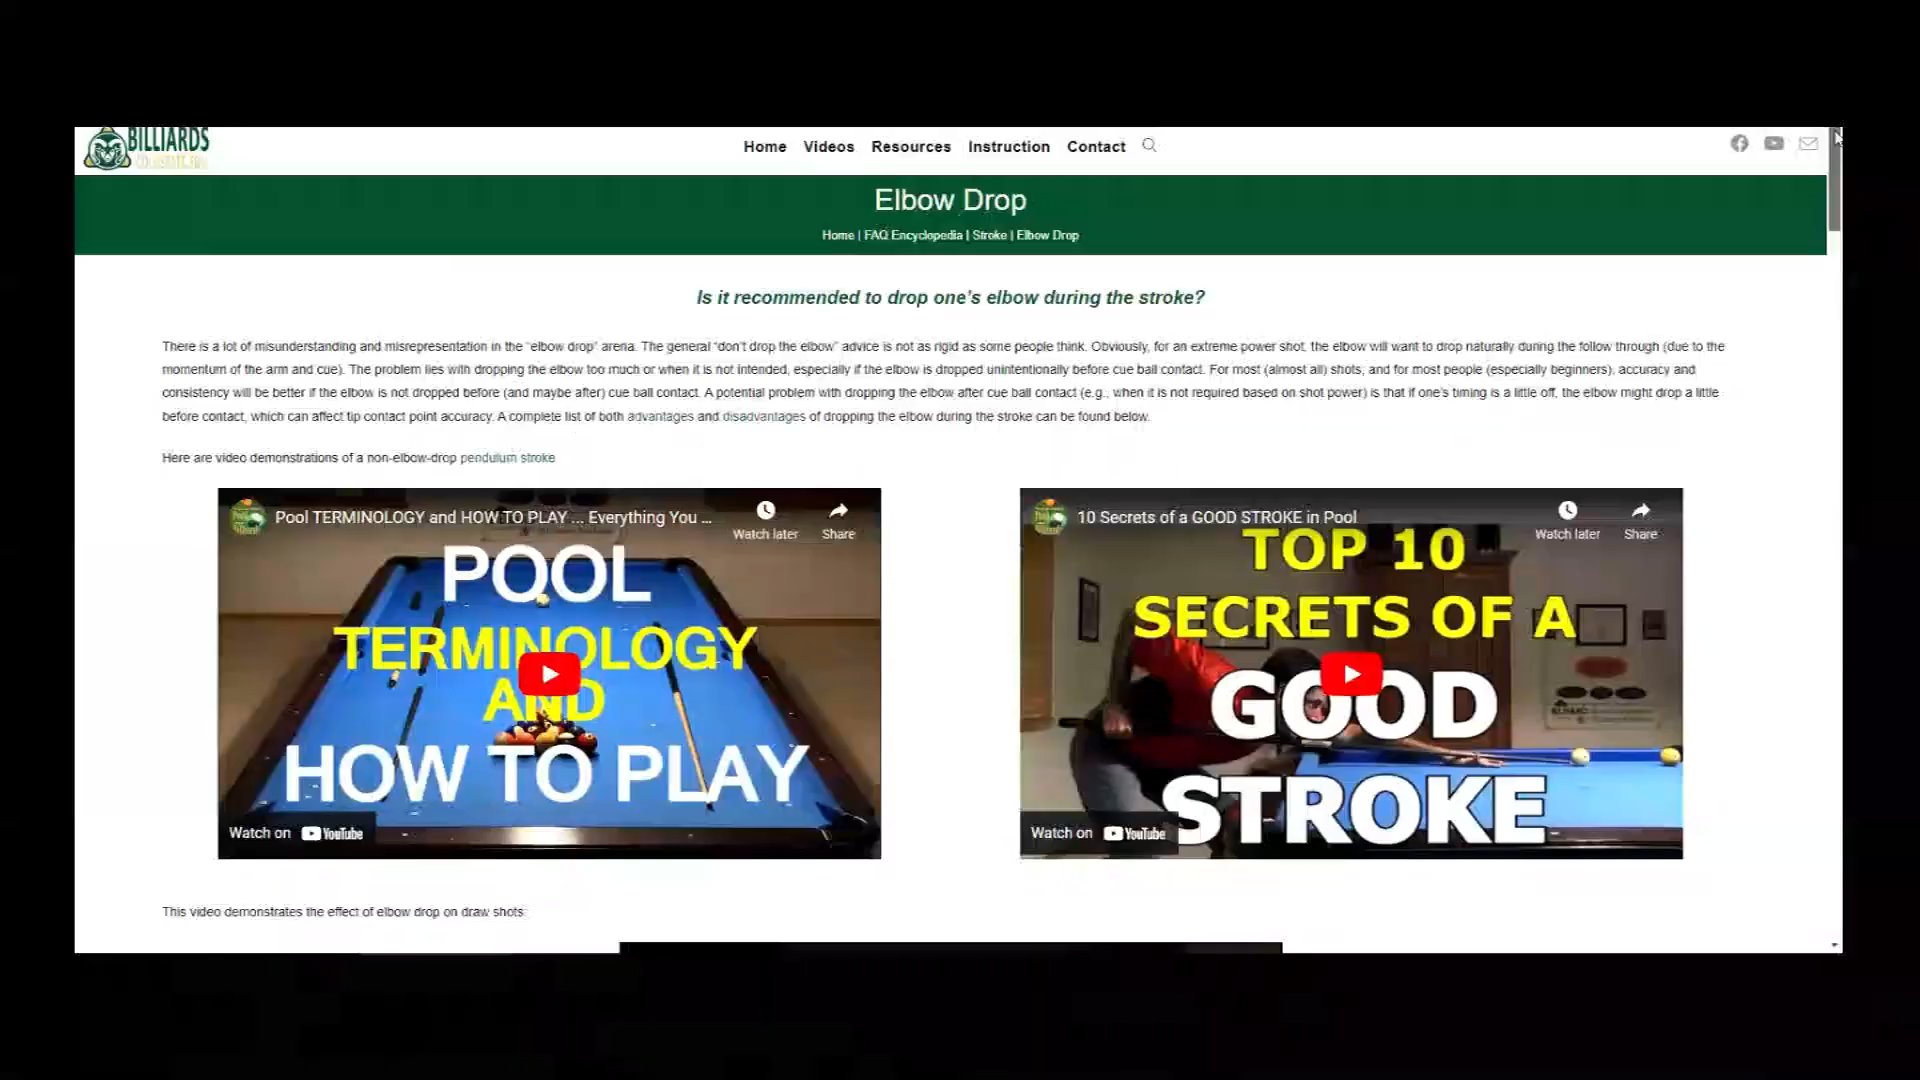 BILLIARDS
Home Videos Resources Instruction Contact
Elbow Drop
Home | FAQ Encyclopedia | Stroke | Elbow Drop
Is it recommended to drop one's elbow during the stroke?
There is a lot of misunderstanding and misrepresentation in the “elbow drop” arena. The general “don't drop the elbow” advice is not as rigid as some people think. Obviously, for an extreme power shot, the elbow will want to drop naturally during the follow through (due to the
momentum of the arm and cue). The problem lies with dropping the elbow too much or when it is not intended, especially if the elbow is dropped unintentionally before cue ball contact. For most (almost all) shots, and for most people (especially beginners), accuracy and
consistency will be better if the elbow is not dropped before (and maybe after) cue ball contact. A potential problem with dropping the elbow after cue ball contact (e.g., when it is not required based on shot power) is that if one's timing is a little off, the elbow might drop a little
before contact, which can affect tip contact point accuracy. A complete list of both advantages and disadvantages of dropping the elbow during the stroke can be found below.
Here are video demonstrations of a non-elbow-drop pendulum stroke
Pool TERMINOLOGY and HOW TO PLAY ... Everything You ...
Watch later Share
POOL
TERMINOLOGY
AND
HOW TO PLAY
Watch on YouTube
10 Secrets of a GOOD STROKE in Pool
Watch later Share
TOP 10
SECRETS OF A
GOOD
STROKE
Watch on YouTube
This video demonstrates the effect of elbow drop on draw shots: